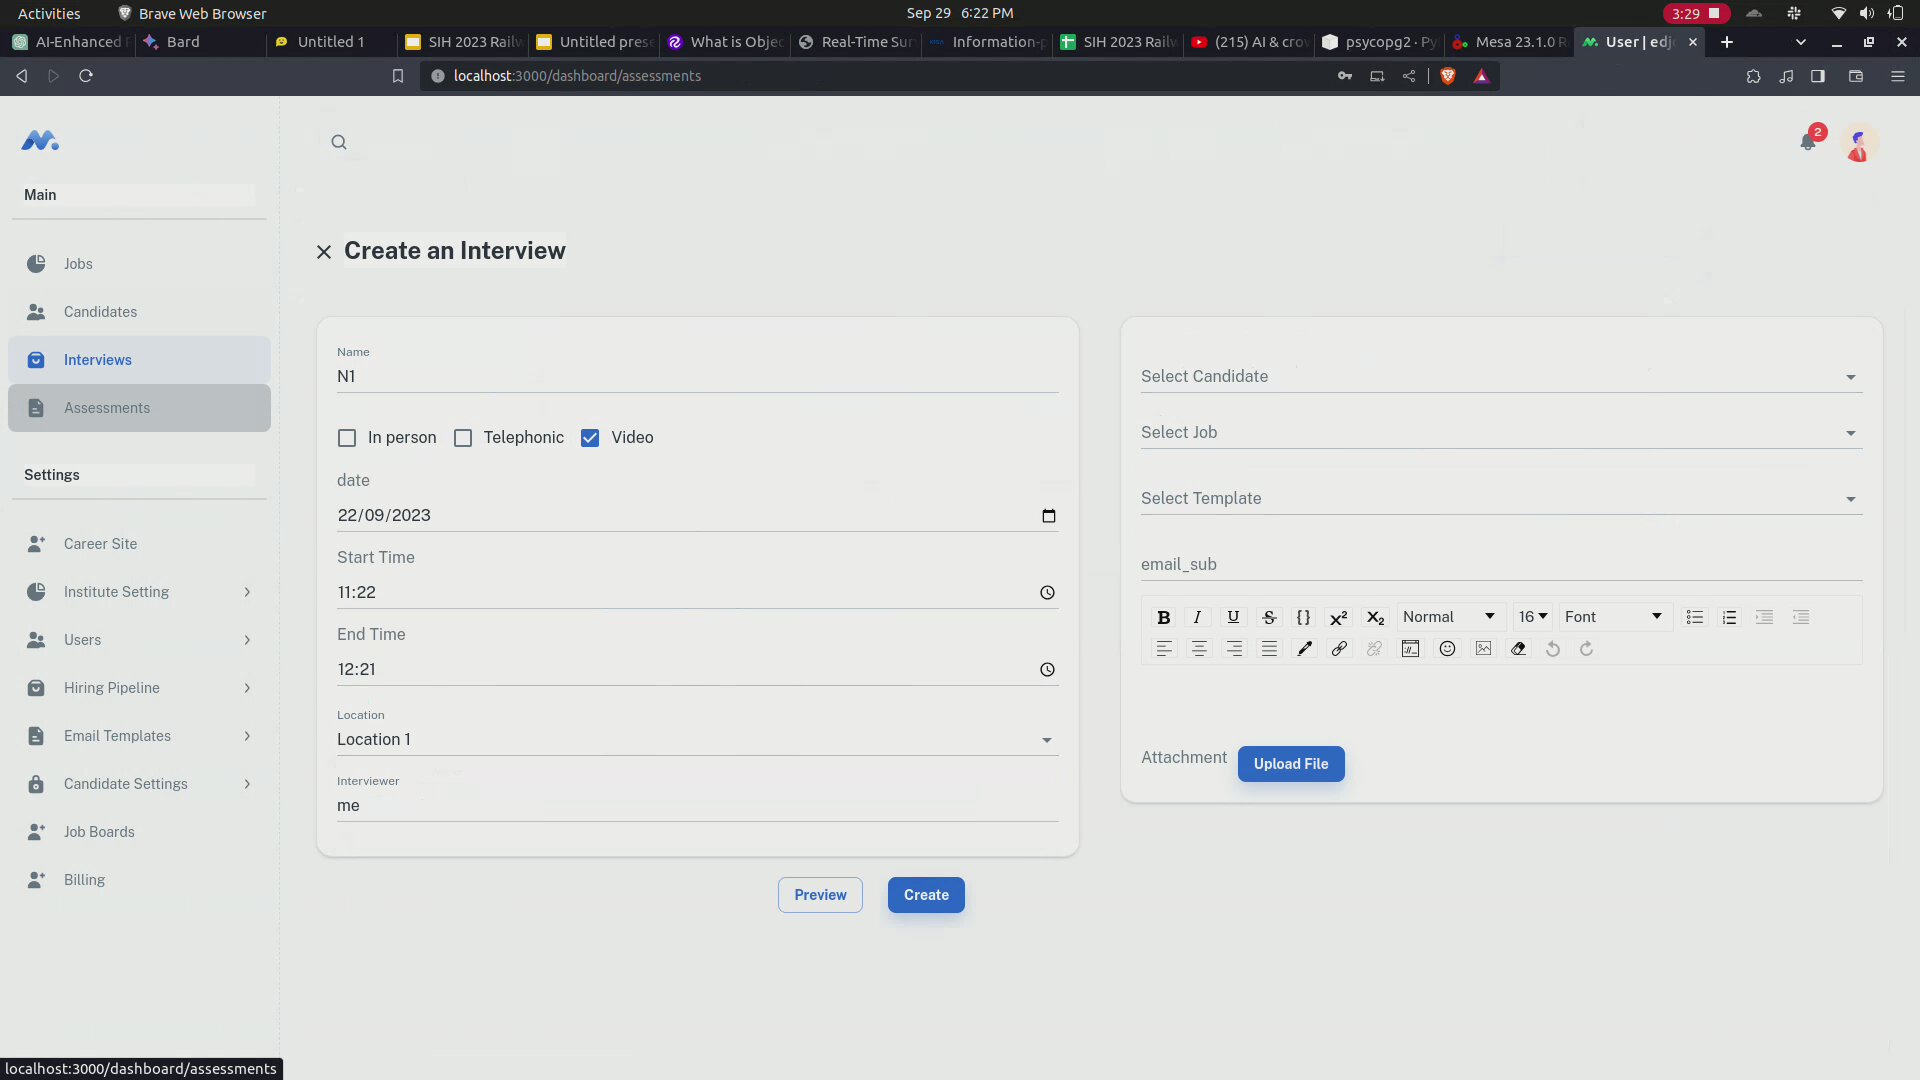 Activities
Brave Web Browser
Sep 29 6:22 PM
3:29
AI-Enhanced
Bard
Untitled 1
SIH 2023 Railw
Untitled prese
What is Objec
Real-Time Sur
Information-p
SIH 2023 Railw
(215) AI & crow
psycopg2 · Py
Mesa 23.1.0 R
User | edjo
localhost:3000/dashboard/assessments
2
Main
Jobs
Candidates
Interviews
Assessments
Settings
Career Site
Institute Setting
Users
Hiring Pipeline
Email Templates
Candidate Settings
Job Boards
Billing
Create an Interview
Name
N1
In person
Telephonic
Video
date
22/09/2023
Start Time
11:22
End Time
12:21
Location
Location 1
Interviewer
me
Select Candidate
Select Job
Select Template
email_sub
Normal
16
Font
Attachment
Upload File
Preview
Create
localhost:3000/dashboard/assessments